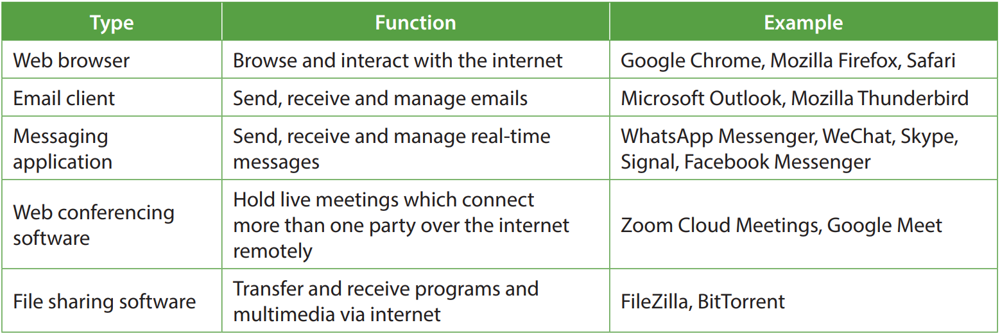 Type Function Example
Web browser Browse and interact with the internet Google Chrome, Mozilla Firefox, Safari
Email client Send, receive and manage emails Microsoft Outlook, Mozilla Thunderbird
Messaging
application
Send, receive and manage real-time
messages
WhatsApp Messenger, WeChat, Skype,
Signal, Facebook Messenger
Web conferencing
software
Hold live meetings which connect
more than one party over the internet
remotely
Zoom Cloud Meetings, Google Meet
File sharing software
Transfer and receive programs and
multimedia via internet
FileZilla, BitTorrent